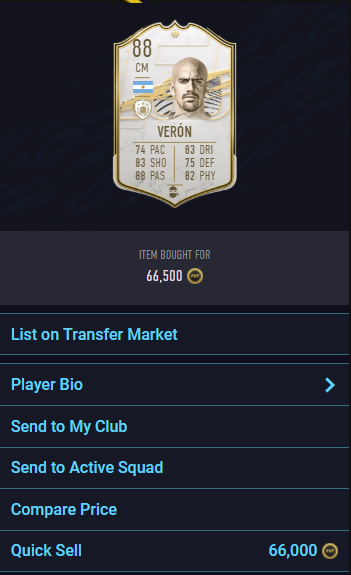 88
CM
VERÓN
74 PAC 83 DRI
83 SHO 75 DEF
88 PAS 82 PHY
ITEM BOUGHT FOR
66,500
List on Transfer Market
Player Bio
Send to My Club
Send to Active Squad
Compare Price
Quick Sell 66,000